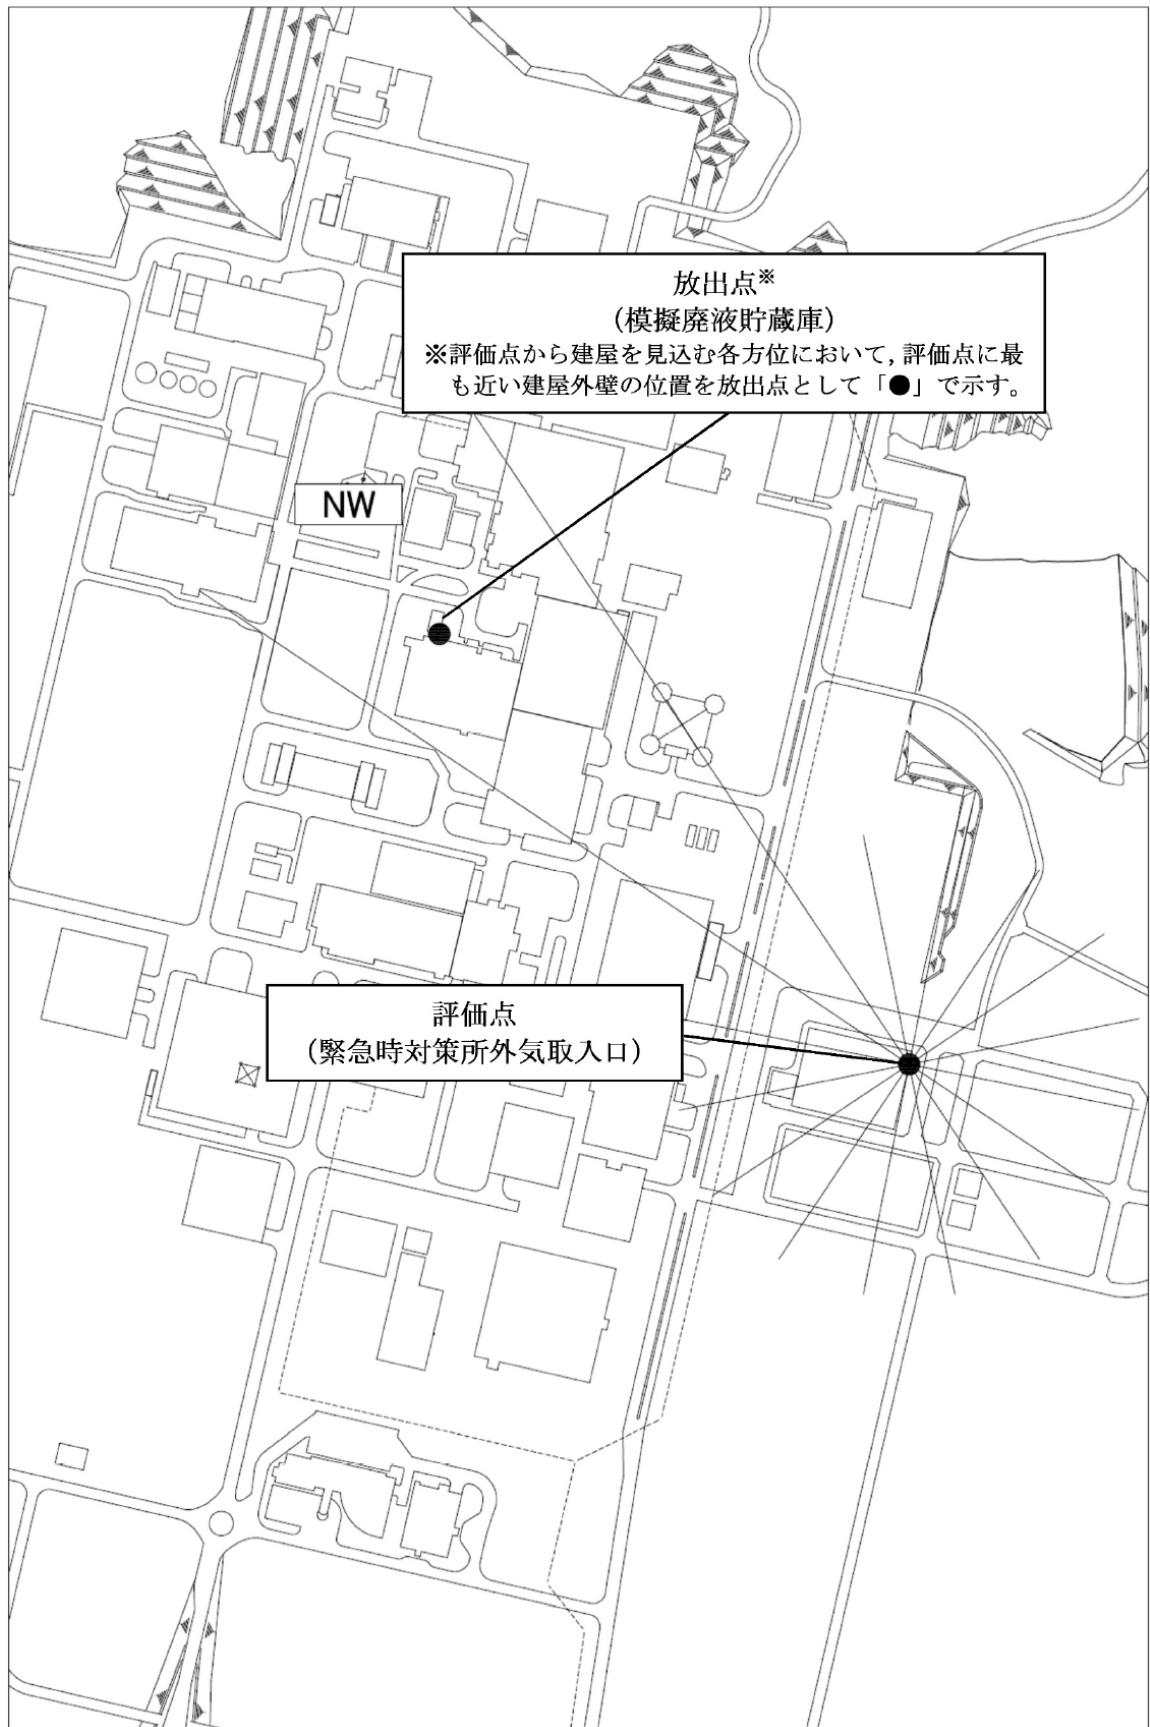 放出点※
(模擬廃液貯蔵庫)
※評価点から建屋を見込む各方位において,評価点に最
も近い建屋外壁の位置を放出点として「●」で示す。
NW
評価点
(緊急時対策所外気取入口)